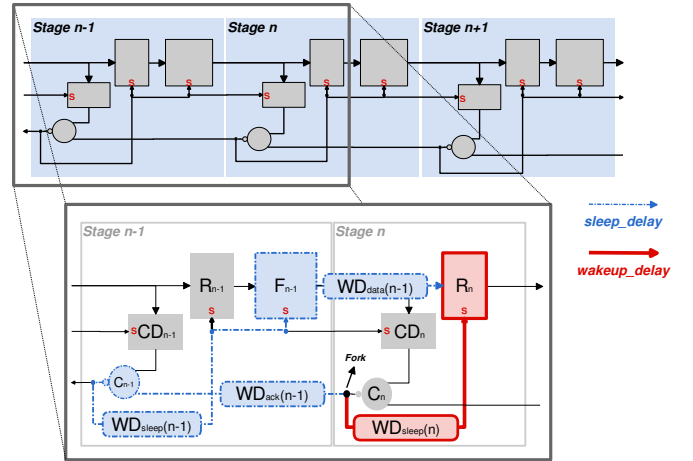 Stage n-1
Stage n
Stage n+1
S S S S S S
S S S
sleep_delay
wakeup_delay
Stage n-1
Stage n
Rn-1
Fn-1
WDdata(n-1)
Rn
S S S
S CDn-1
S CDn
Fork
Cn-1
WDack(n-1)
Cn
WDsleep(n-1)
WDsleep(n)